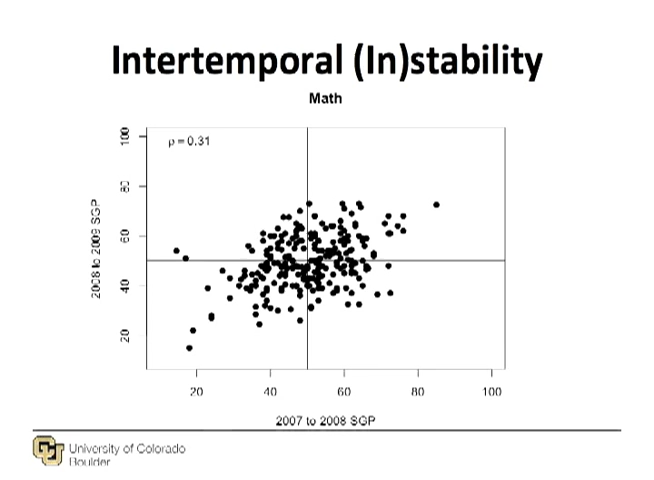 Intertemporal (In)stability
Math
ρ = 0.31
100
80
60
40
20
2008 to 2009 SGP
20 40 60 80 100
2007 to 2008 SGP
CU
University of Colorado
Boulder